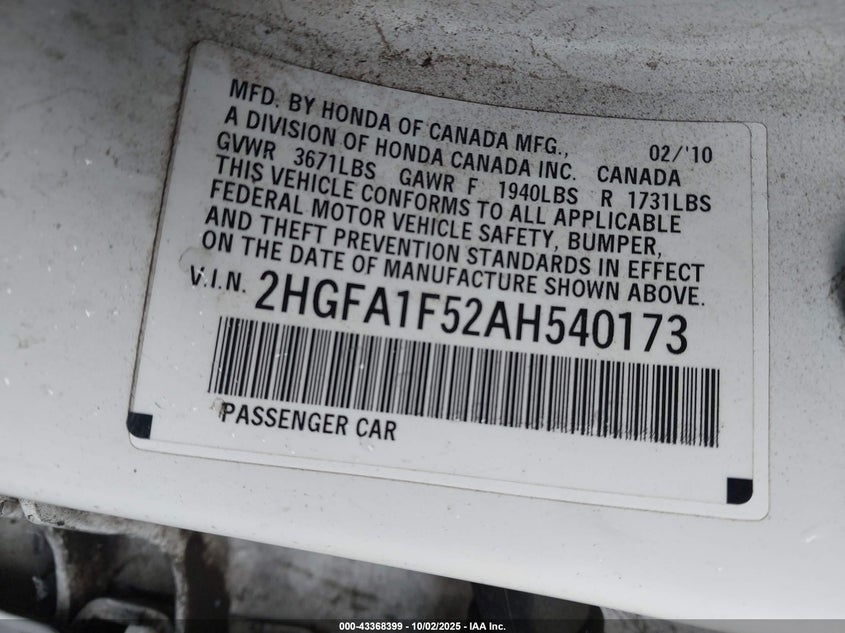 MFD. BY HONDA OF CANADA MFG., 02/'10
A DIVISION OF HONDA CANADA INC. CANADA
GVWR 3671LBS GAWR F 1940LBS R 1731LBS
THIS VEHICLE CONFORMS TO ALL APPLICABLE
FEDERAL MOTOR VEHICLE SAFETY, BUMPER,
AND THEFT PREVENTION STANDARDS IN EFFECT
ON THE DATE OF MANUFACTURE SHOWN ABOVE.
V.I.N. 2HGFA1F52AH540173
PASSENGER CAR
000-43368399 - 10/02/2025 - IAA Inc.